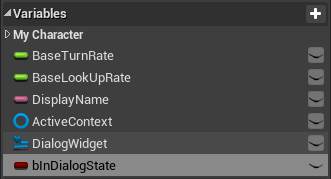 Variables
My Character
BaseTurnRate
BaseLookUpRate
DisplayName
ActiveContext
DialogWidget
bInDialogState